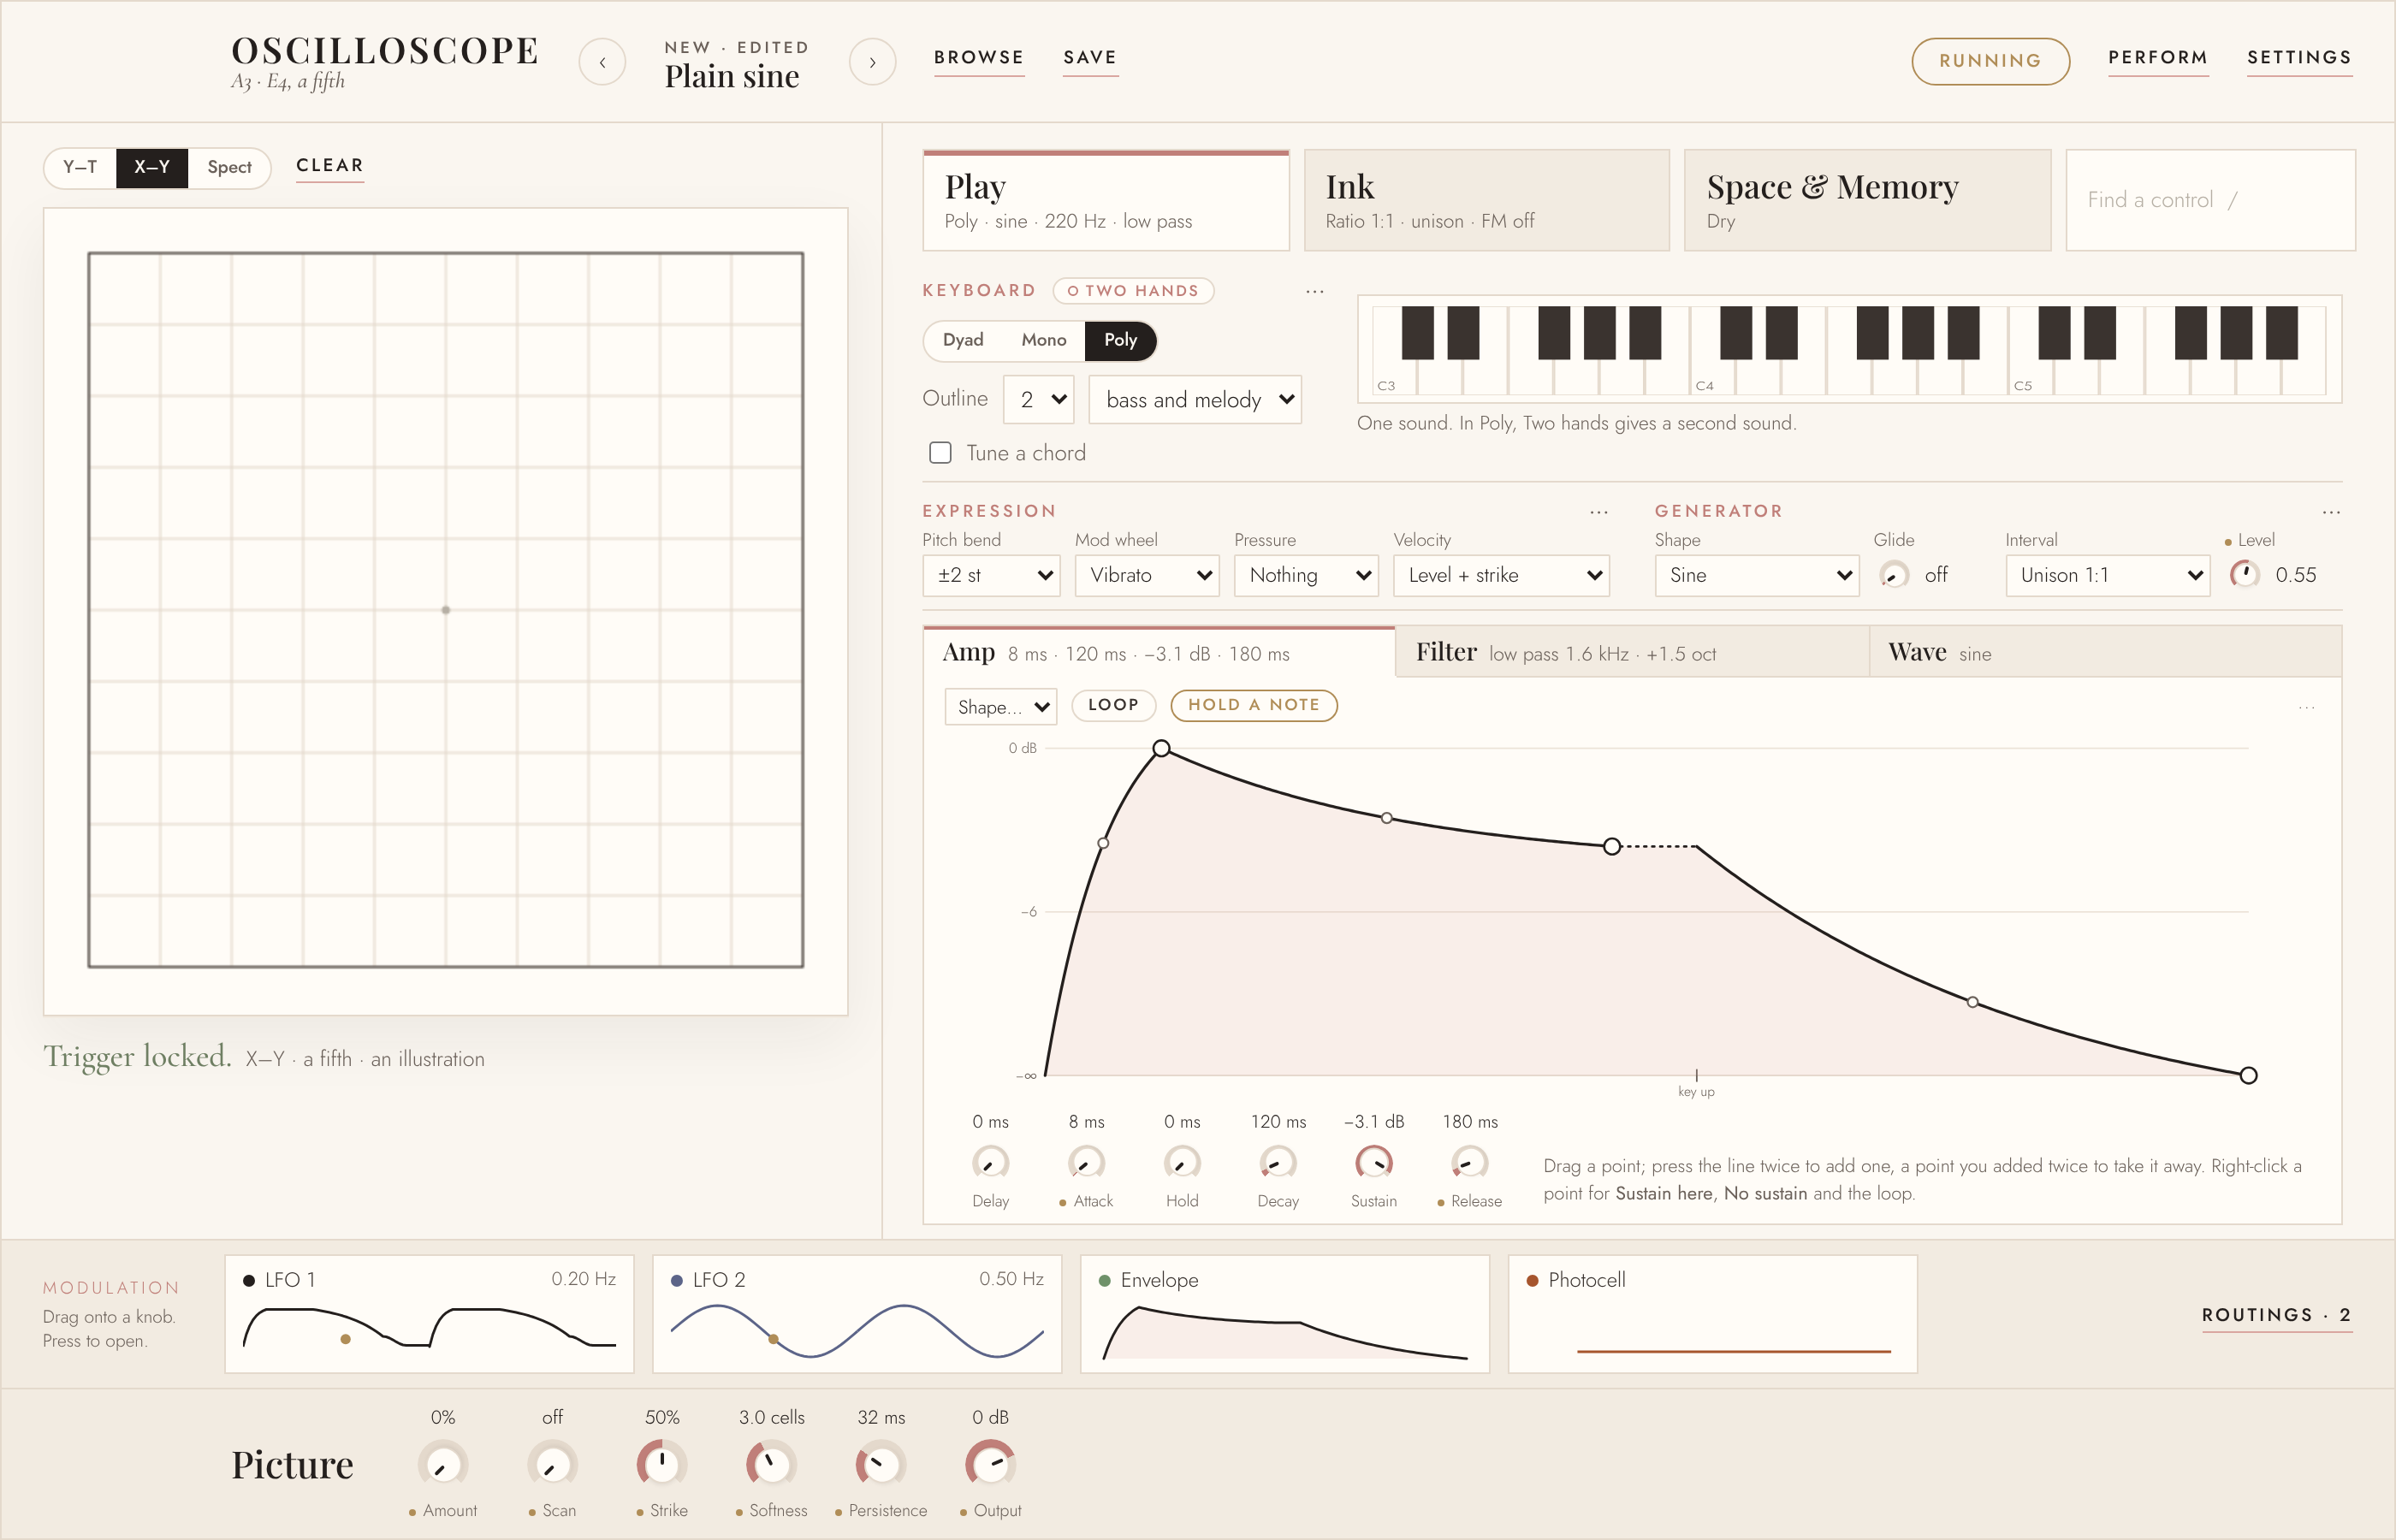 OSCILLOSCOPE
A3 · E4, a fifth
‹
NEW · EDITED
Plain sine
›
BROWSE
SAVE
RUNNING
PERFORM
SETTINGS
Y–T
X–Y
Spect
CLEAR
Trigger locked. X–Y · a fifth · an illustration
Play
Poly · sine · 220 Hz · low pass
Ink
Ratio 1:1 · unison · FM off
Space & Memory
Dry
Find a control /
KEYBOARD
TWO HANDS
...
Dyad
Mono
Poly
Outline
2
bass and melody
Tune a chord
C3
C4
C5
One sound. In Poly, Two hands gives a second sound.
EXPRESSION
...
Pitch bend
Mod wheel
Pressure
Velocity
±2 st
Vibrato
Nothing
Level + strike
GENERATOR
...
Shape
Glide
Interval
Level
Sine
off
Unison 1:1
0.55
Amp 8 ms · 120 ms · −3.1 dB · 180 ms
Filter low pass 1.6 kHz · +1.5 oct
Wave sine
Shape...
LOOP
HOLD A NOTE
...
0 dB
−6
−∞
key up
0 ms
8 ms
0 ms
120 ms
−3.1 dB
180 ms
Delay
Attack
Hold
Decay
Sustain
Release
Drag a point; press the line twice to add one, a point you added twice to take it away. Right-click a
point for Sustain here, No sustain and the loop.
MODULATION
Drag onto a knob.
Press to open.
LFO 1
0.20 Hz
LFO 2
0.50 Hz
Envelope
Photocell
ROUTINGS · 2
Picture
0%
off
50%
3.0 cells
32 ms
0 dB
Amount
Scan
Strike
Softness
Persistence
Output